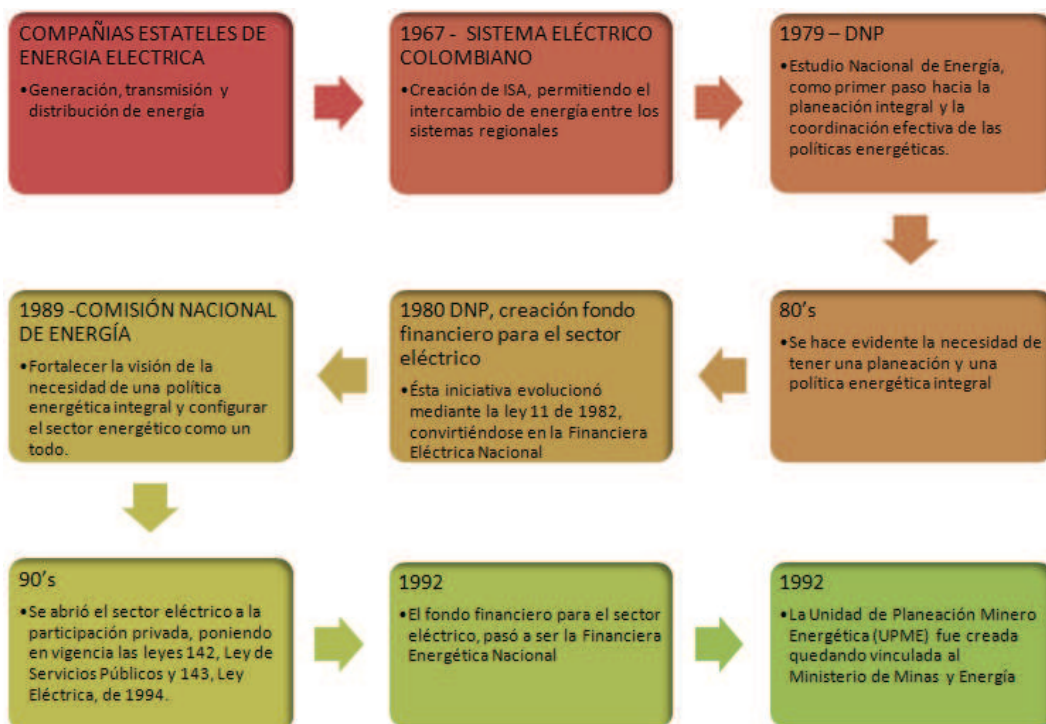 COMPAÑIAS ESTATELES DE
ENERGIA ELECTRICA
•Generación, transmisión y
distribución de energía
1967 - SISTEMA ELÉCTRICO
COLOMBIANO
•Creación de ISA, permitiendo el
intercambio de energía entre los
sistemas regionales
1979 – DNP
•Estudio Nacional de Energía,
como primer paso hacia la
planeación integral y la
coordinación efectiva de las
políticas energéticas.
80's
•Se hace evidente la necesidad de
tener una planeación y una
política energética integral
1980 DNP, creación fondo
financiero para el sector
eléctrico
•Ésta iniciativa evolucionó
mediante la ley 11 de 1982,
convirtiéndose en la Financiera
Eléctrica Nacional
1989 -COMISIÓN NACIONAL
DE ENERGÍA
•Fortalecer la visión de la
necesidad de una política
energética integral y configurar
el sector energético como un
todo.
90's
•Se abrió el sector eléctrico a la
participación privada, poniendo
en vigencia las leyes 142, Ley de
Servicios Públicos y 143, Ley
Eléctrica, de 1994.
1992
•El fondo financiero para el sector
eléctrico, pasó a ser la Financiera
Energética Nacional
1992
•La Unidad de Planeación Minero
Energética (UPME) fue creada
quedando vinculada al
Ministerio de Minas y Energía